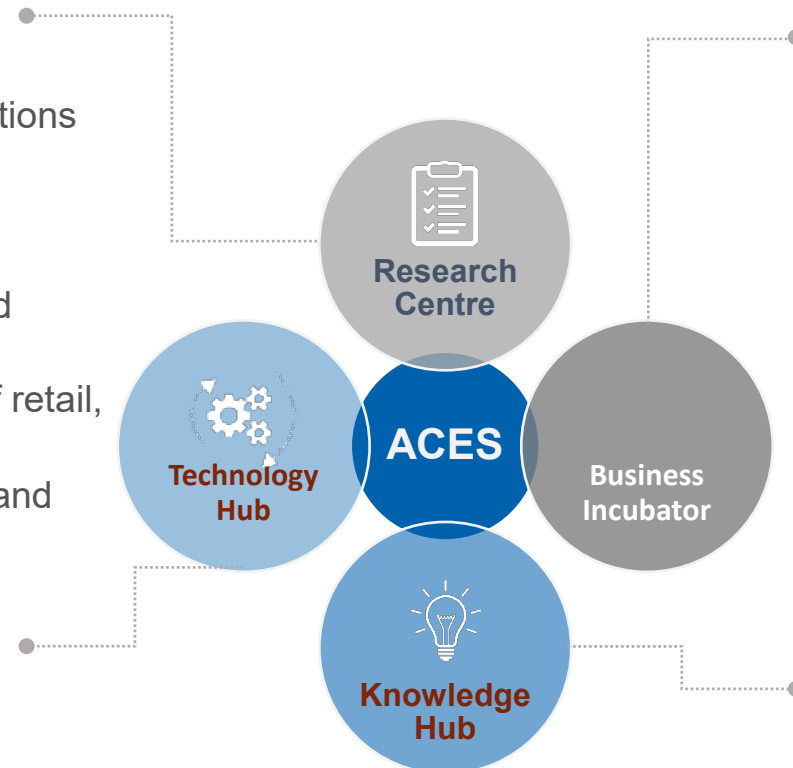 tions
d
f retail,
and
Research
Centre
Technology
Hub
ACES
Business
Incubator
Knowledge
Hub